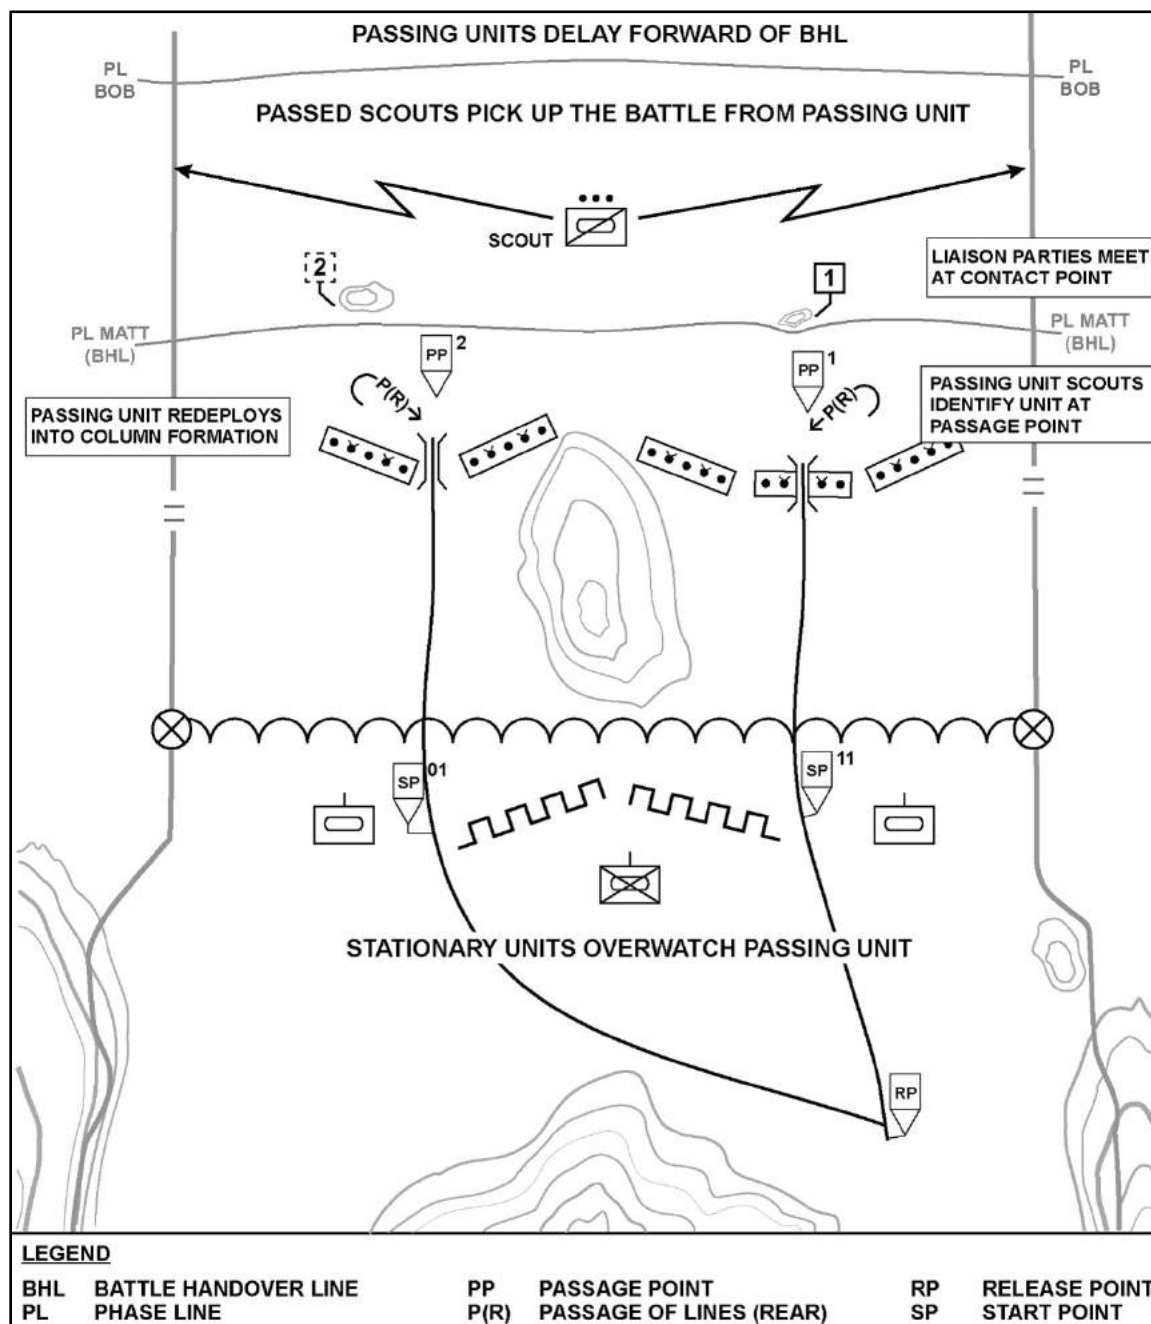 PASSING UNITS DELAY FORWARD OF BHL
PL
BOB
PL
BOB
PASSED SCOUTS PICK UP THE BATTLE FROM PASSING UNIT
SCOUT
LIAISON PARTIES MEET
AT CONTACT POINT
2
1
PL MATT
(BHL)
PL MATT
(BHL)
PP
2
PP
1
P(R)
P(R)
PASSING UNIT REDEPLOYS
INTO COLUMN FORMATION
PASSING UNIT SCOUTS
IDENTIFY UNIT AT
PASSAGE POINT
SP
01
SP
11
STATIONARY UNITS OVERWATCH PASSING UNIT
RP
LEGEND
BHL BATTLE HANDOVER LINE PP PASSAGE POINT RP RELEASE POINT
PL PHASE LINE P(R) PASSAGE OF LINES (REAR) SP START POINT